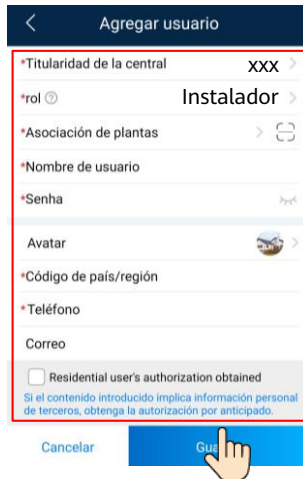 Agregar usuario
*Titularidad de la central xxx
*rol Instalador
*Asociación de plantas
*Nombre de usuario
*Senha
Avatar
*Código de país/región
*Teléfono
Correo
Residential user's authorization obtained
Si el contenido introducido implica información personal
de terceros, obtenga la autorización por anticipado.
Cancelar